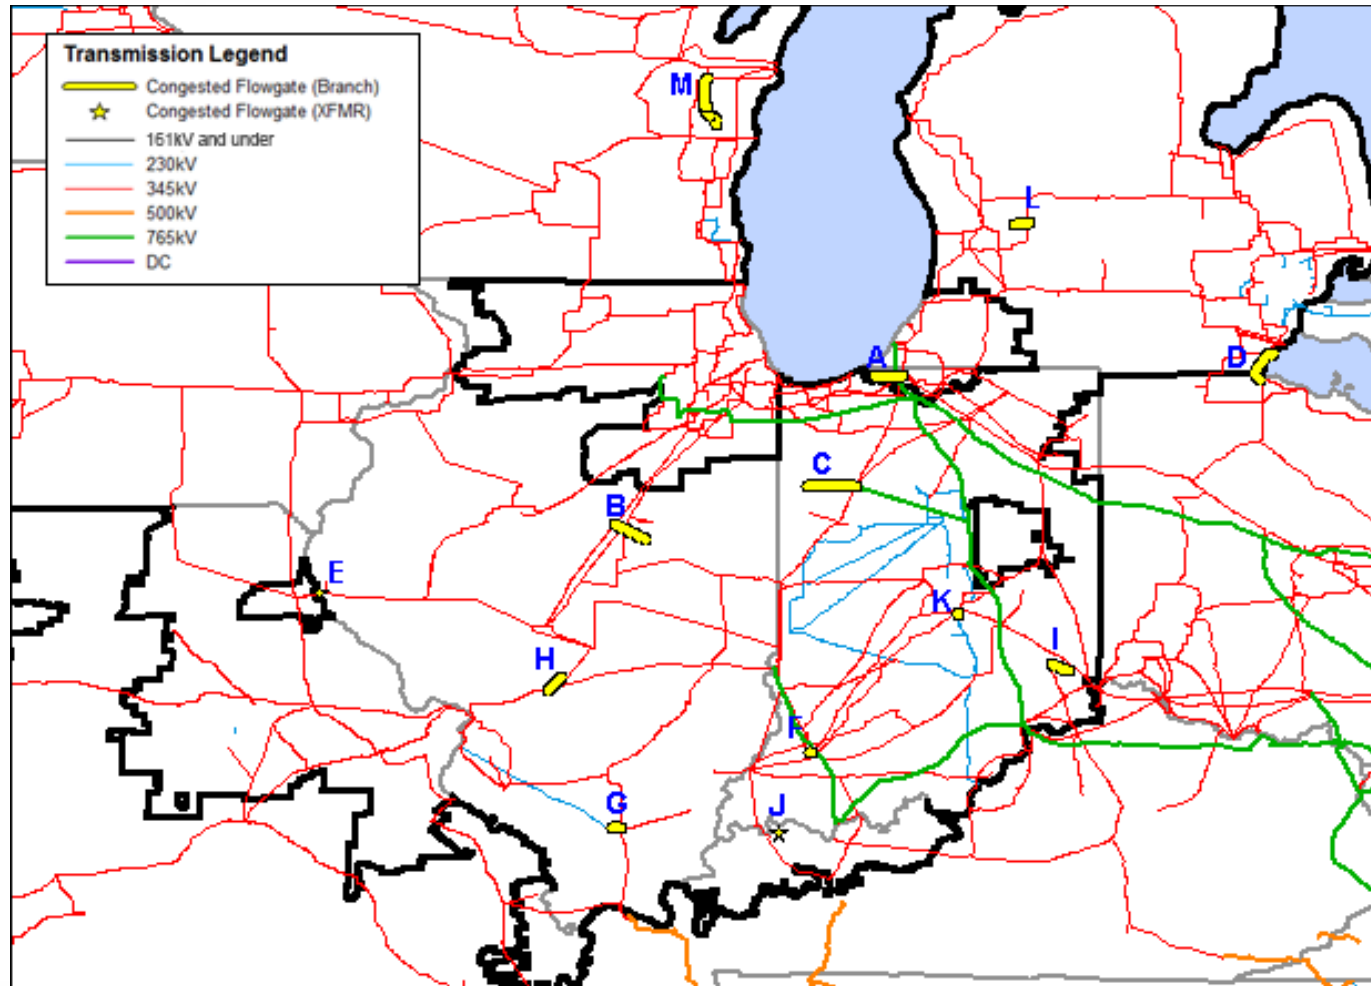 Transmission Legend
Congested Flowgate (Branch)
Congested Flowgate (XFMR)
161kV and under
230kV
345kV
500kV
765kV
DC
M
L
A
D
C
B
E
K
H
I
F
G
J